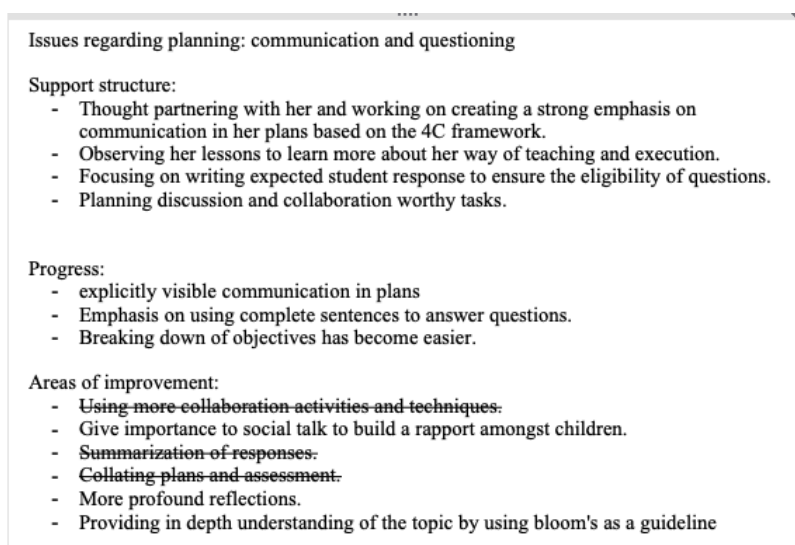 Issues regarding planning: communication and questioning
Support structure:
- Thought partnering with her and working on creating a strong emphasis on
communication in her plans based on the 4C framework.
- Observing her lessons to learn more about her way of teaching and execution.
- Focusing on writing expected student response to ensure the eligibility of questions.
- Planning discussion and collaboration worthy tasks.
Progress:
- explicitly visible communication in plans
- Emphasis on using complete sentences to answer questions.
- Breaking down of objectives has become easier.
Areas of improvement:
- Using more collaboration activities and techniques.
- Give importance to social talk to build a rapport amongst children.
- Summarization of responses.
- Collating plans and assessment.
- More profound reflections.
- Providing in depth understanding of the topic by using bloom's as a guideline